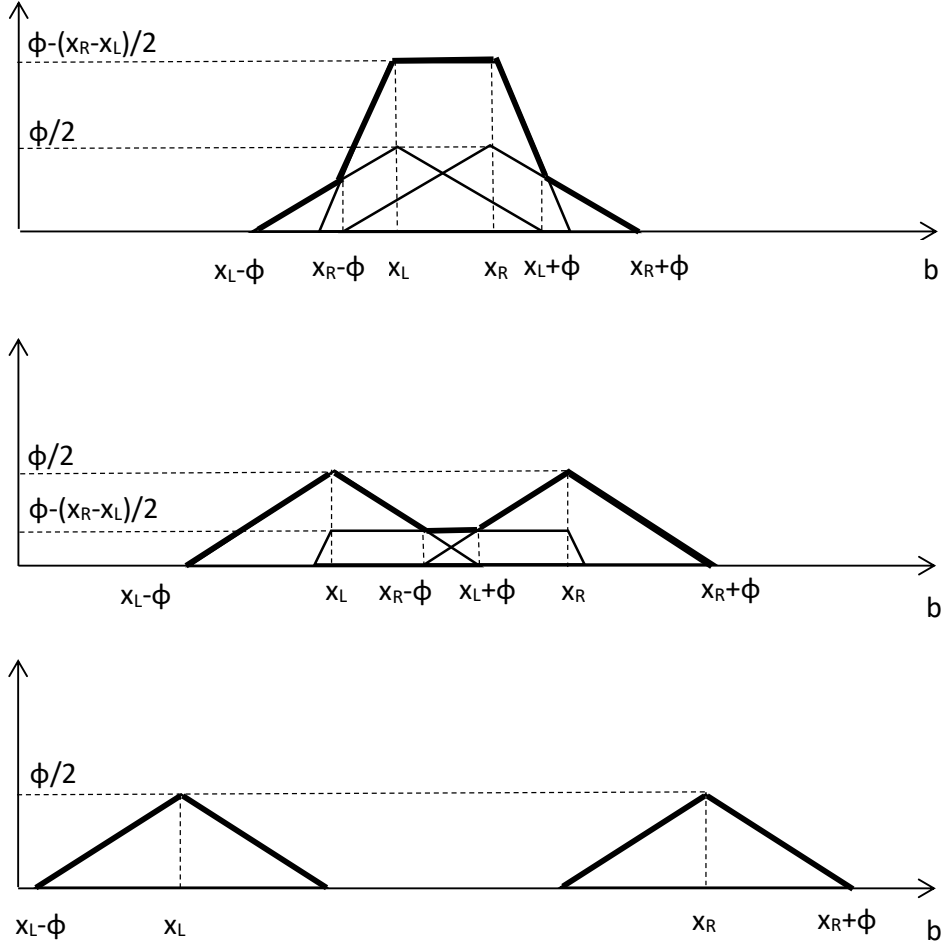 ϕ-(xR-xL)/2
ϕ/2
xL-ϕ xR-ϕ xL xR xL+ϕ xR+ϕ b
ϕ/2
ϕ-(xR-xL)/2
xL-ϕ xL xR-ϕ xL+ϕ xR xR+ϕ b
ϕ/2
xL-ϕ xL xR xR+ϕ b